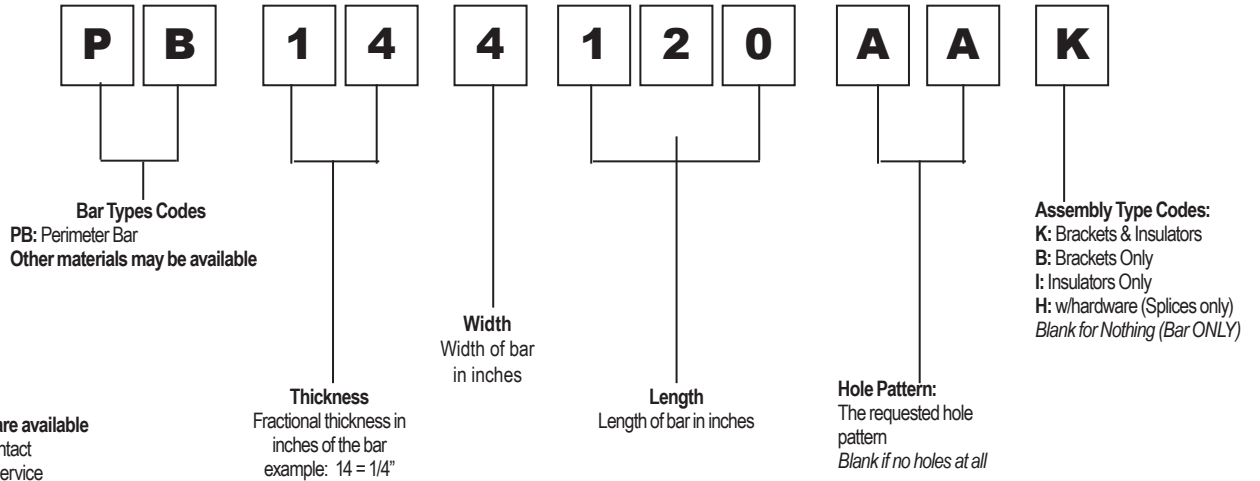 P B 1 4 4 1 2 0 A A K
Bar Types Codes
PB: Perimeter Bar
Other materials may be available
Thickness
Fractional thickness in
inches of the bar
example: 14 = 1/4"
Width
Width of bar
in inches
Length
Length of bar in inches
Hole Pattern:
The requested hole
pattern
Blank if no holes at all
Assembly Type Codes:
K: Brackets & Insulators
B: Brackets Only
I: Insulators Only
H: w/hardware (Splices only)
Blank for Nothing (Bar ONLY)
are available
ntact
ervice